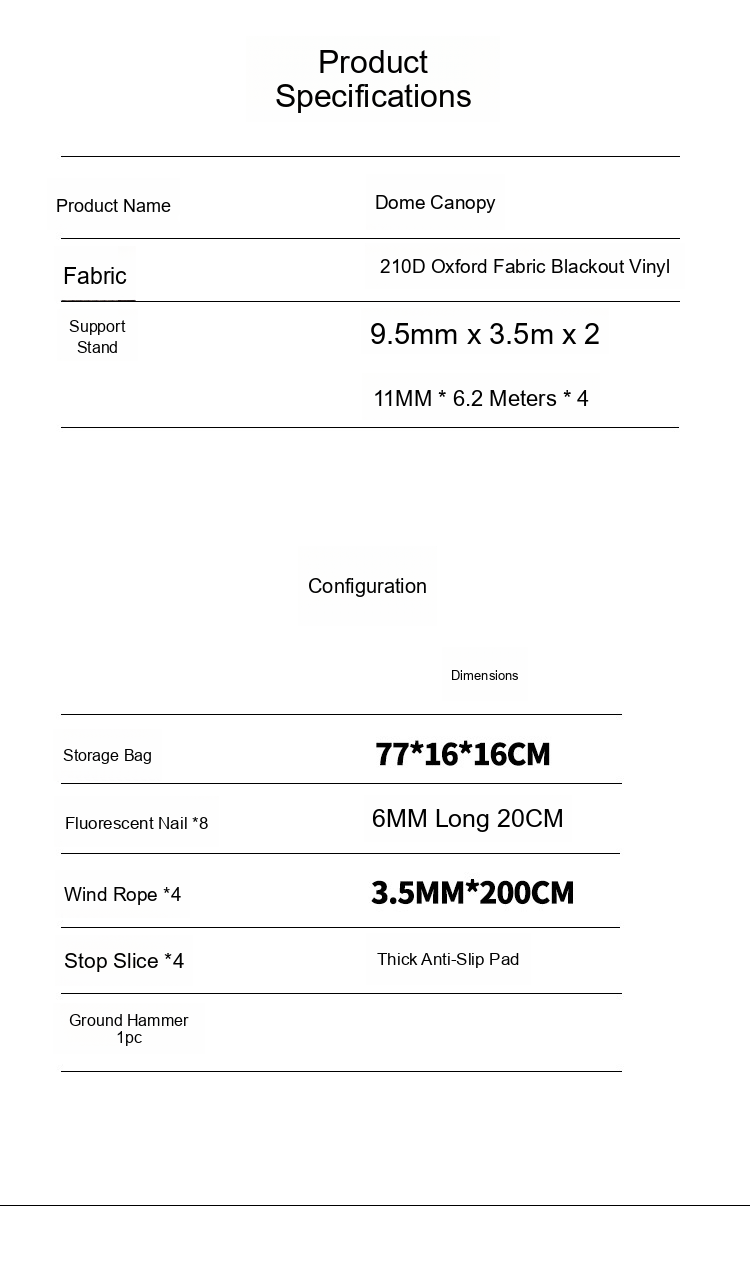 Product
Specifications
Product Name
Dome Canopy
Fabric
210D Oxford Fabric Blackout Vinyl
Support
Stand
9.5mm x 3.5m x 2
11MM * 6.2 Meters * 4
Configuration
Dimensions
Storage Bag
77*16*16CM
Fluorescent Nail *8
6MM Long 20CM
Wind Rope *4
3.5MM*200CM
Stop Slice *4
Thick Anti-Slip Pad
Ground Hammer
1pc